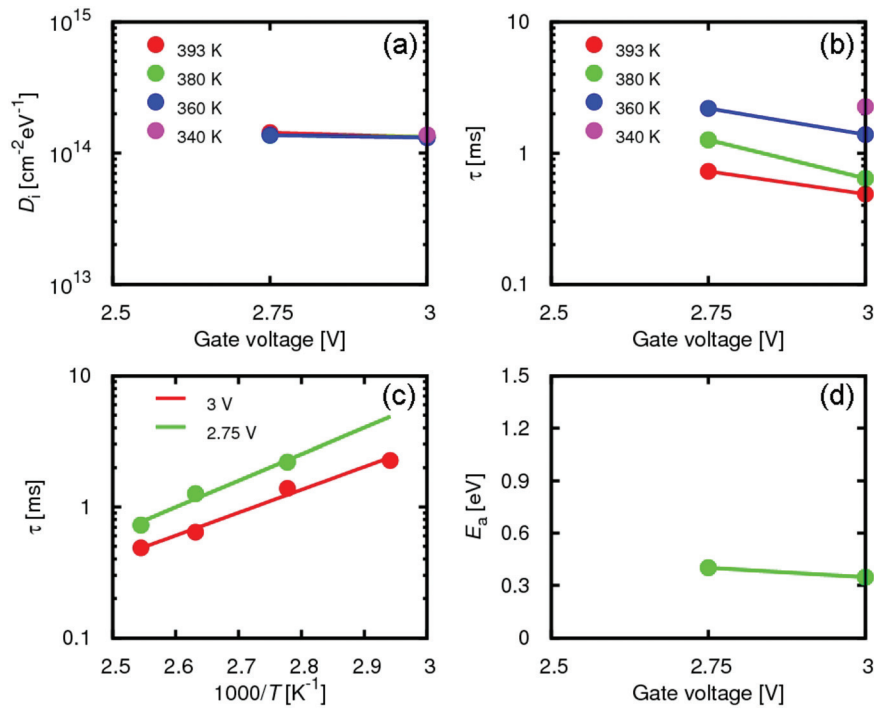 (a)
10^15
10^14
10^13
D_i [cm^-2 eV^-1]
393 K
380 K
360 K
340 K
2.5 2.75 3
Gate voltage [V]
(b)
10
1
0.1
τ [ms]
393 K
380 K
360 K
340 K
2.5 2.75 3
Gate voltage [V]
(c)
10
1
0.1
τ [ms]
3 V
2.75 V
2.5 2.6 2.7 2.8 2.9 3
1000/T [K^-1]
(d)
1.5
1.2
0.9
0.6
0.3
0
E_a [eV]
2.5 2.75 3
Gate voltage [V]